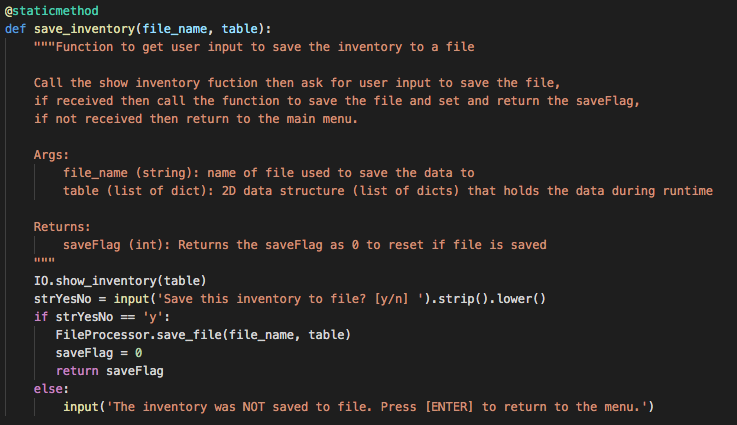 @staticmethod
def save_inventory(file_name, table):
"""Function to get user input to save the inventory to a file
Call the show inventory fuction then ask for user input to save the file,
if received then call the function to save the file and set and return the saveFlag,
if not received then return to the main menu.
Args:
file_name (string): name of file used to save the data to
table (list of dict): 2D data structure (list of dicts) that holds the data during runtime
Returns:
saveFlag (int): Returns the saveFlag as 0 to reset if file is saved
"""
IO.show_inventory(table)
strYesNo = input('Save this inventory to file? [y/n] ').strip().lower()
if strYesNo == 'y':
FileProcessor.save_file(file_name, table)
saveFlag = 0
return saveFlag
else:
input('The inventory was NOT saved to file. Press [ENTER] to return to the menu.')